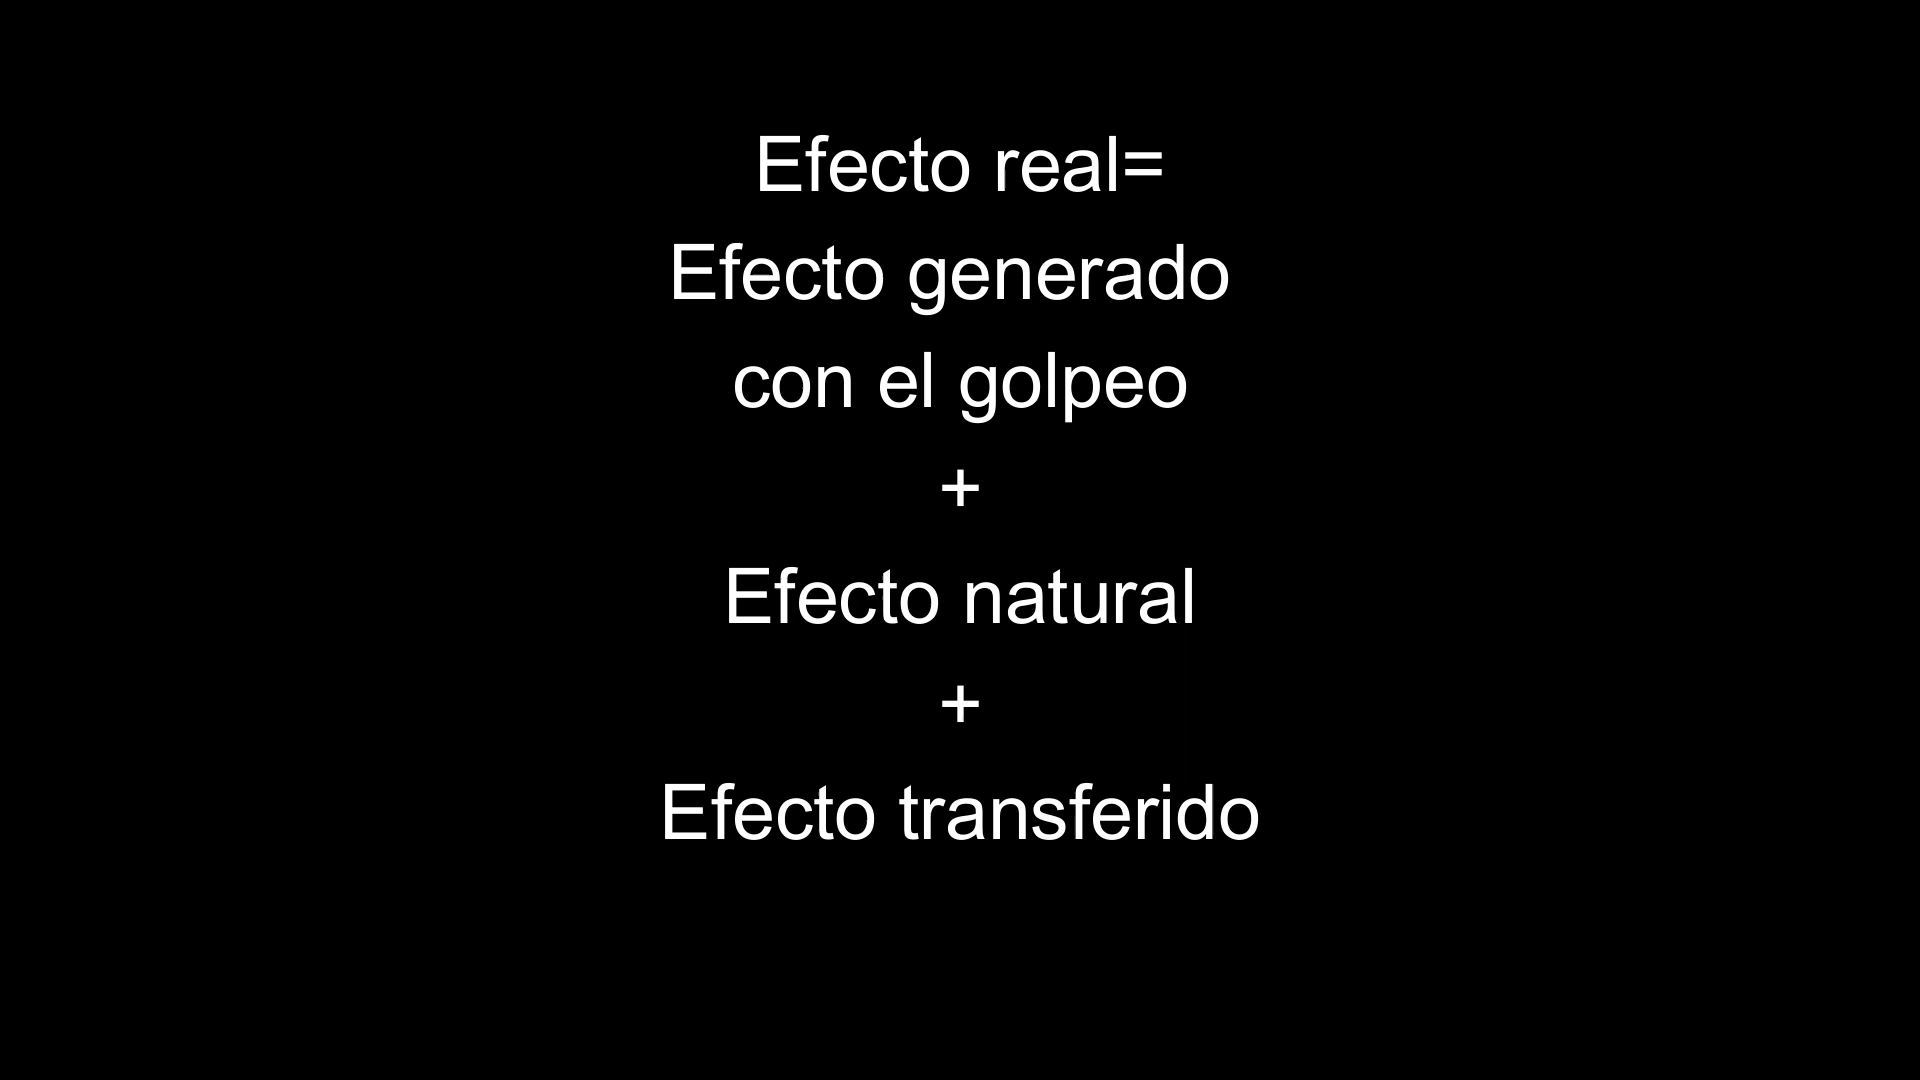 Efecto real=
Efecto generado
con el golpeo
+
Efecto natural
+
Efecto transferido